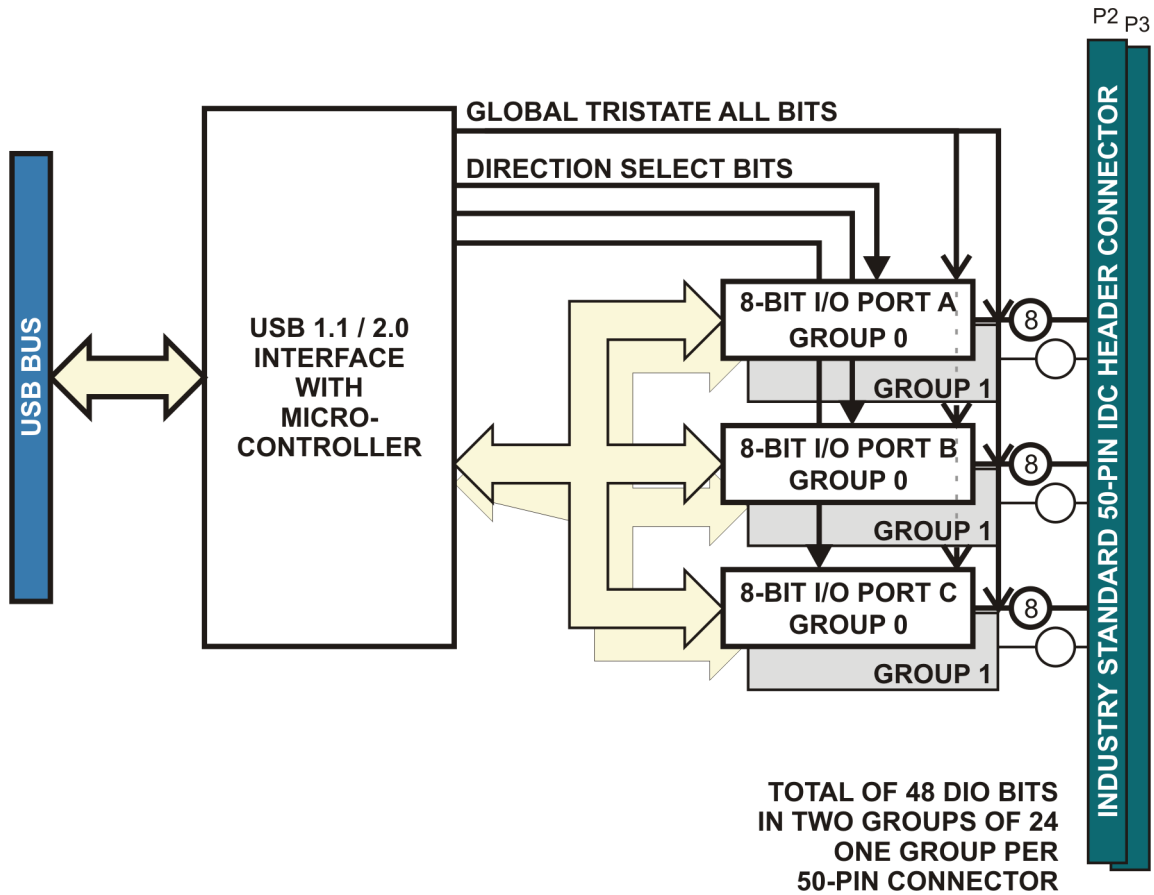 P2
P3
GLOBAL TRISTATE ALL BITS
DIRECTION SELECT BITS
USB BUS
USB 1.1 / 2.0
INTERFACE
WITH
MICRO-
CONTROLLER
8-BIT I/O PORT A
GROUP 0
8
GROUP 1
8-BIT I/O PORT B
GROUP 0
8
GROUP 1
8-BIT I/O PORT C
GROUP 0
8
GROUP 1
INDUSTRY STANDARD 50-PIN IDC HEADER CONNECTOR
TOTAL OF 48 DIO BITS
IN TWO GROUPS OF 24
ONE GROUP PER
50-PIN CONNECTOR